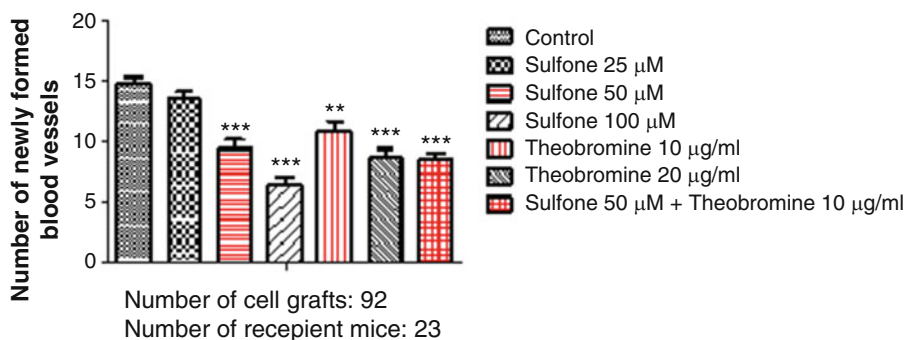 Number of newly formed
blood vessels
20
15
10
5
0
***
***
**
***
***
Control
Sulfone 25 μM
Sulfone 50 μM
Sulfone 100 μM
Theobromine 10 μg/ml
Theobromine 20 μg/ml
Sulfone 50 μM + Theobromine 10 μg/ml
Number of cell grafts: 92
Number of recepient mice: 23